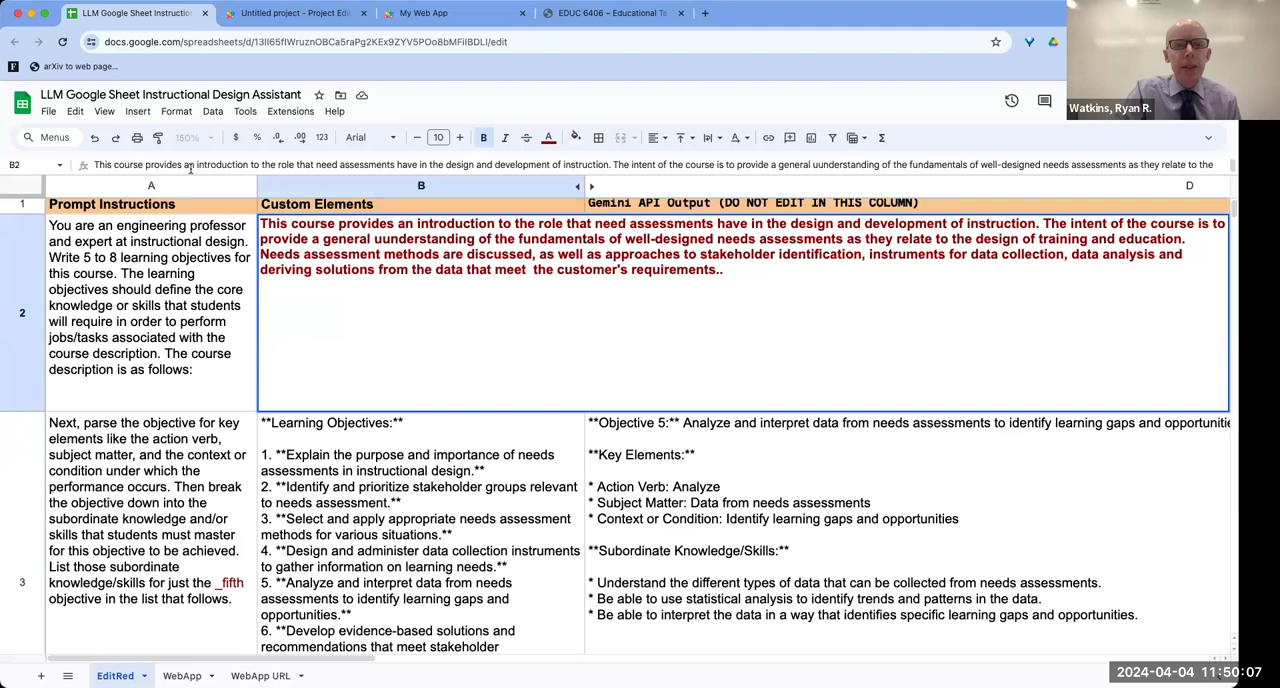 LLM Google Sheet Instruction
Untitled project - Project Edi
My Web App
EDUC 6406 – Educational Te
docs.google.com/spreadsheets/d/13Il65fIWruznOBCa5raPg2KEx9ZYV5POo8bMFiIBDLI/edit
arXiv to web page...
LLM Google Sheet Instructional Design Assistant
File Edit View Insert Format Data Tools Extensions Help
Menus 150% $ % .0 .00 123 Arial 10 B I A
B2 fx This course provides an introduction to the role that need assessments have in the design and development of instruction. The intent of the course is to provide a general uunderstanding of the fundamentals of well-designed needs assessments as they relate to the
A B D
1 Prompt Instructions Custom Elements Gemini API Output (DO NOT EDIT IN THIS COLUMN)
2
You are an engineering professor
and expert at instructional design.
Write 5 to 8 learning objectives for
this course. The learning
objectives should define the core
knowledge or skills that students
will require in order to perform
jobs/tasks associated with the
course description. The course
description is as follows:
This course provides an introduction to the role that need assessments have in the design and development of instruction. The intent of the course is to
provide a general uunderstanding of the fundamentals of well-designed needs assessments as they relate to the design of training and education.
Needs assessment methods are discussed, as well as approaches to stakeholder identification, instruments for data collection, data analysis and
deriving solutions from the data that meet the customer's requirements..
3
Next, parse the objective for key
elements like the action verb,
subject matter, and the context or
condition under which the
performance occurs. Then break
the objective down into the
subordinate knowledge and/or
skills that students must master
for this objective to be achieved.
List those subordinate
knowledge/skills for just the _fifth
objective in the list that follows.
**Learning Objectives:**
1. **Explain the purpose and importance of needs
assessments in instructional design.**
2. **Identify and prioritize stakeholder groups relevant
to needs assessment.**
3. **Select and apply appropriate needs assessment
methods for various situations.**
4. **Design and administer data collection instruments
to gather information on learning needs.**
5. **Analyze and interpret data from needs
assessments to identify learning gaps and
opportunities.**
6. **Develop evidence-based solutions and
recommendations that meet stakeholder
**Objective 5:** Analyze and interpret data from needs assessments to identify learning gaps and opportunitie
**Key Elements:**
* Action Verb: Analyze
* Subject Matter: Data from needs assessments
* Context or Condition: Identify learning gaps and opportunities
**Subordinate Knowledge/Skills:**
* Understand the different types of data that can be collected from needs assessments.
* Be able to use statistical analysis to identify trends and patterns in the data.
* Be able to interpret the data in a way that identifies specific learning gaps and opportunities.
EditRed WebApp WebApp URL
Watkins, Ryan R.
2024-04-04 11:50:07